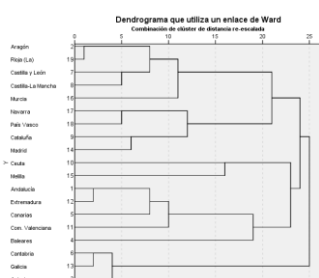 Dendrograma que utiliza un enlace de Ward
Combinación de clúster de distancia re-escalada
0 5 10 15 20 25
Aragón 2
Rioja (La) 19
Castilla y León 7
Castilla-La Mancha 8
Murcia 16
Navarra 17
País Vasco 18
Cataluña 9
Madrid 14
Y Ceuta 10
Melilla 15
Andalucía 1
Extremadura 12
Canarias 5
Com. Valenciana 11
Baleares 4
Cantabria 6
Galicia 13